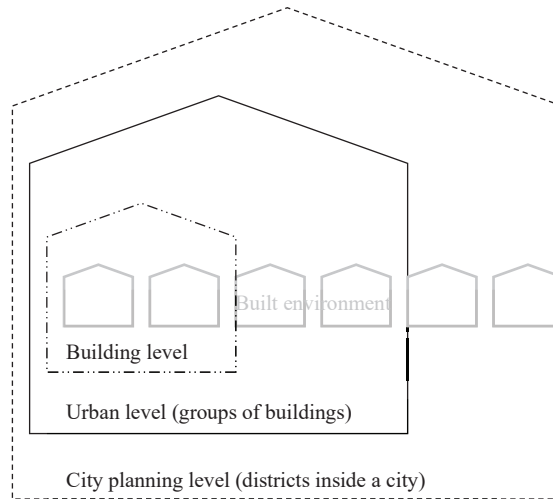 Built environment
Building level
Urban level (groups of buildings)
City planning level (districts inside a city)